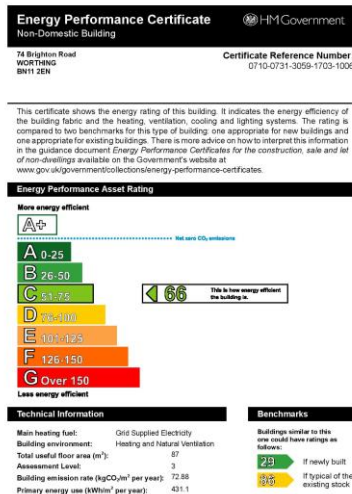 Energy Performance Certificate
HM Government
Non-Domestic Building
74 Brighton Road
WORTHING
BN11 2EN
Certificate Reference Number
0710-0731-3059-1703-1006
This certificate shows the energy rating of this building. It indicates the energy efficiency of
the building fabric and the heating, ventilation, cooling and lighting systems. The rating is
compared to two benchmarks for this type of building: one appropriate for new buildings and
one appropriate for existing buildings. There is more advice on how to interpret this information
in the guidance document Energy Performance Certificates for the construction, sale and let
of non-dwellings available on the Government's website at
www.gov.uk/government/collections/energy-performance-certificates.
Energy Performance Asset Rating
More energy efficient
A+
Net zero CO₂ emissions
A 0-25
B 26-50
C 51-75
66
This is how energy efficient
the building is.
D 76-100
E 101-125
F 126-150
G Over 150
Less energy efficient
Technical Information
Main heating fuel: Grid Supplied Electricity
Building environment: Heating and Natural Ventilation
Total useful floor area (m²): 87
Assessment Level: 3
Building emission rate (kgCO₂/m² per year): 72.88
Primary energy use (kWh/m² per year): 431.1
Benchmarks
Buildings similar to this
one could have ratings as
follows:
29 If newly built
86 If typical of the
existing stock